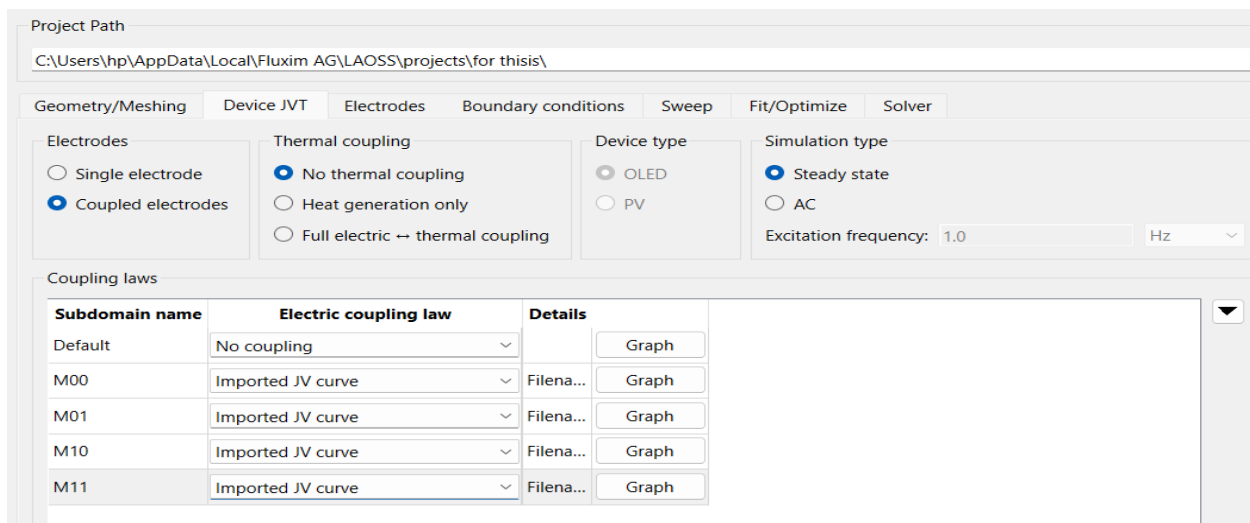 Project Path
C:\Users\hp\AppData\Local\Fluxim AG\LAOSS\projects\for thisis\
Geometry/Meshing Device JVT Electrodes Boundary conditions Sweep Fit/Optimize Solver
Electrodes Thermal coupling Device type Simulation type
Single electrode No thermal coupling OLED Steady state
Coupled electrodes Heat generation only PV AC
Full electric ↔ thermal coupling Excitation frequency: 1.0 Hz
Coupling laws
Subdomain name Electric coupling law Details
Default No coupling Graph
M00 Imported JV curve Filena... Graph
M01 Imported JV curve Filena... Graph
M10 Imported JV curve Filena... Graph
M11 Imported JV curve Filena... Graph